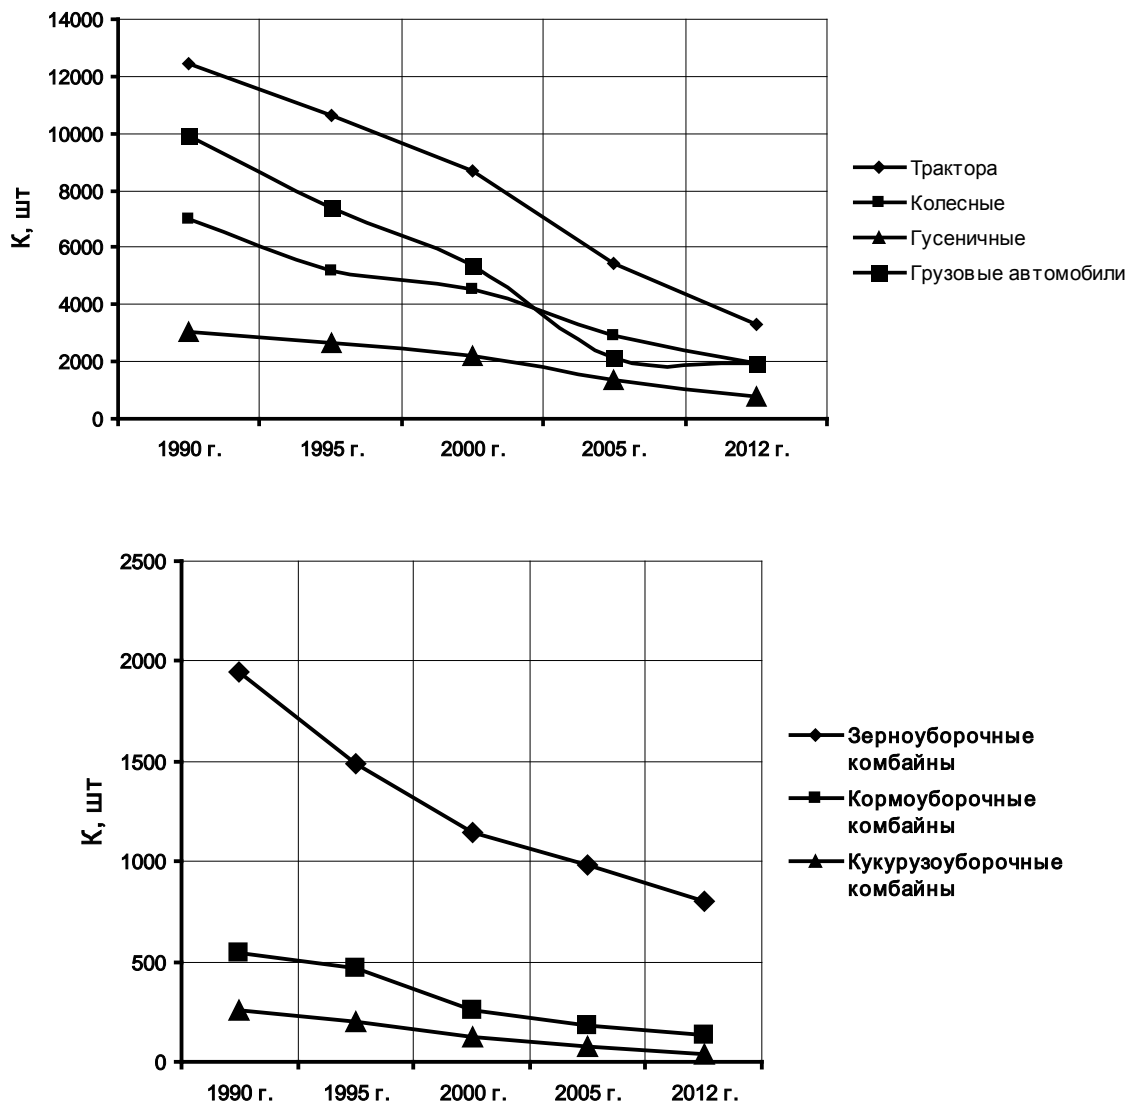 14000
12000
10000
8000
6000
4000
2000
0
К, шт
1990 г. 1995 г. 2000 г. 2005 г. 2012 г.
Трактора
Колесные
Гусеничные
Грузовые автомобили
2500
2000
1500
1000
500
0
К, шт
1990 г. 1995 г. 2000 г. 2005 г. 2012 г.
Зерноуборочные
комбайны
Кормоуборочные
комбайны
Кукурузоуборочные
комбайны